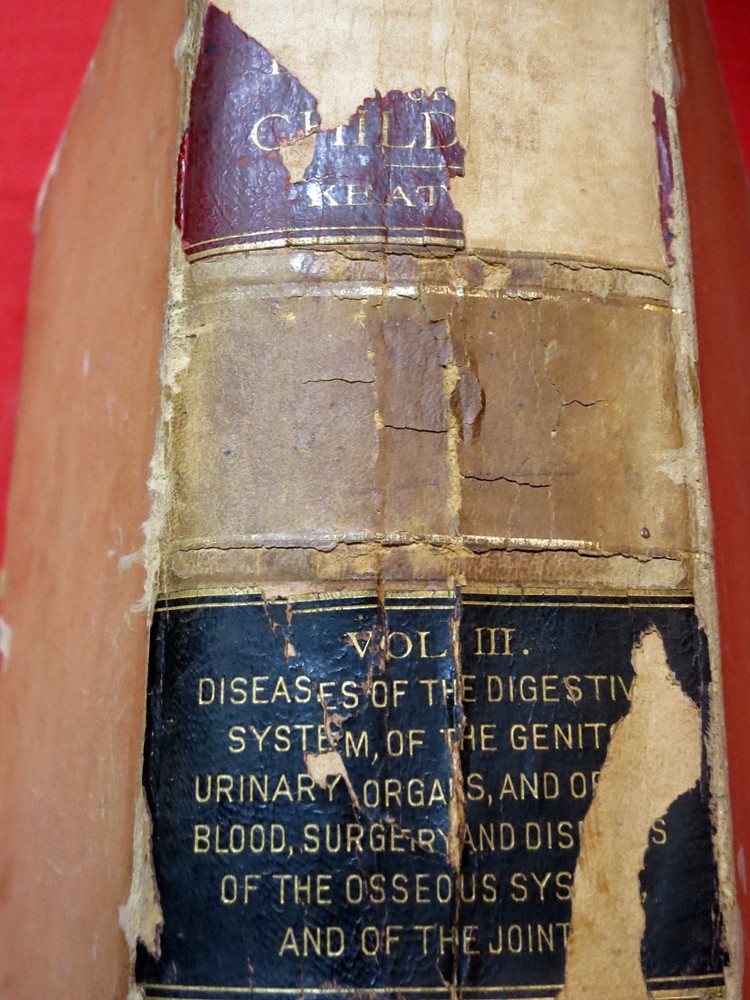 CHILD
KEAT
VOL. III.
DISEASES OF THE DIGESTIV
SYSTEM, OF THE GENITO
URINARY ORGANS, AND OF
BLOOD, SURGERY AND DIS S
OF THE OSSEOUS SYS
AND OF THE JOINT